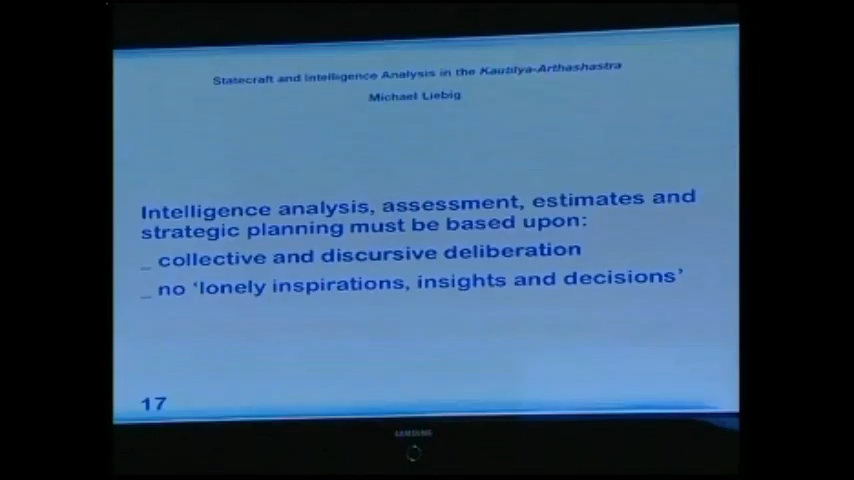 Statecraft and Intelligence Analysis in the Kautilya-Arthashastra
Michael Liebig
Intelligence analysis, assessment, estimates and
strategic planning must be based upon:
_ collective and discursive deliberation
_ no ‘lonely inspirations, insights and decisions’
17
SAMSUNG